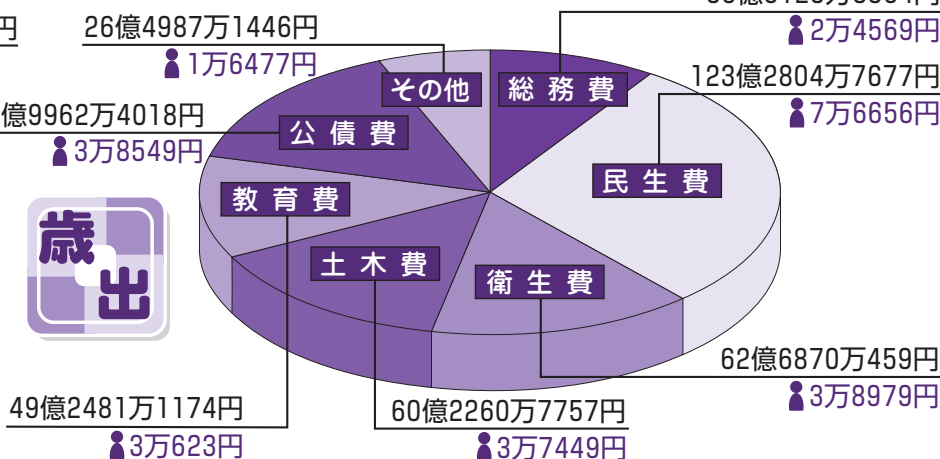 円
26億4987万1446円
1万6477円
2万4569円
123億2804万7677円
7万6656円
億9962万4018円
3万8549円
その他
総務費
公債費
民生費
教育費
土木費
衛生費
歳出
62億6870万459円
3万8979円
49億2481万1174円
3万623円
60億2260万7757円
3万7449円